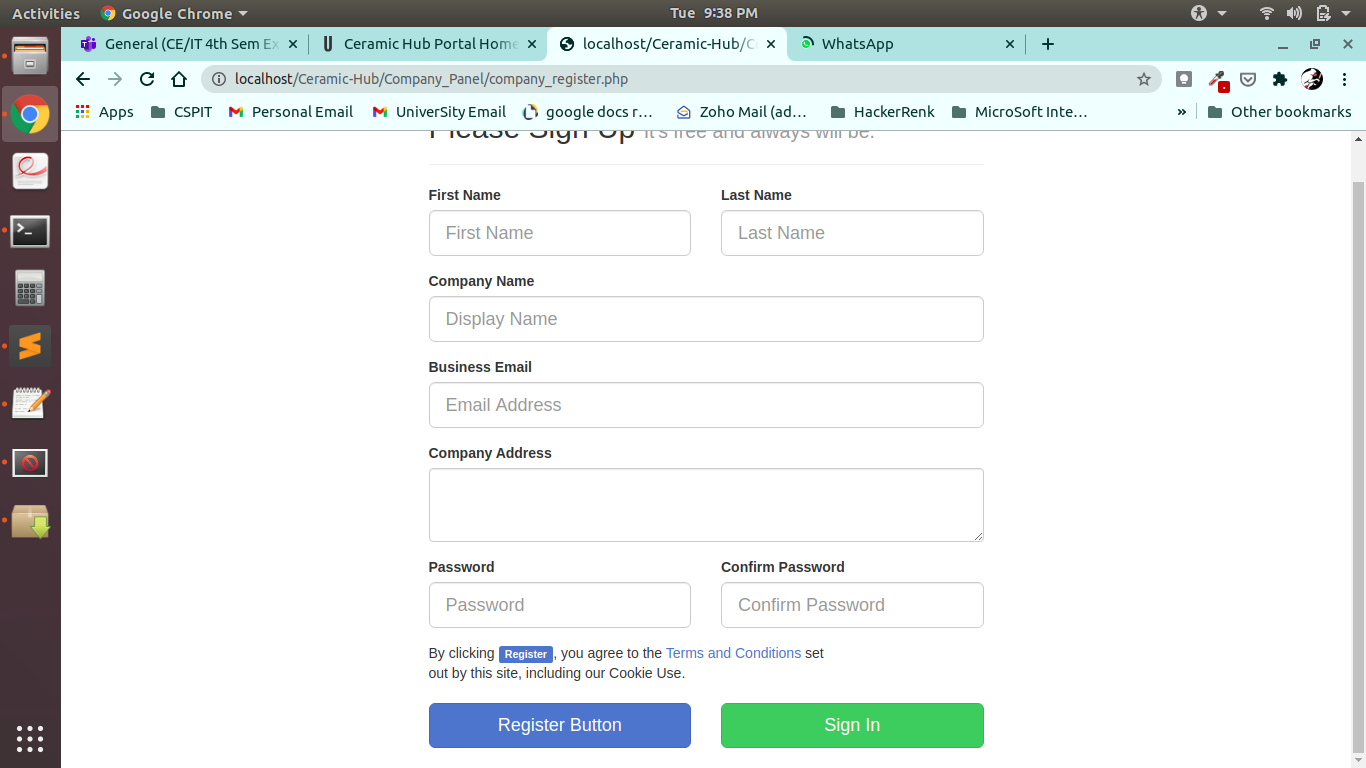 Activities Google Chrome Tue 9:38 PM
General (CE/IT 4th Sem Ex Ceramic Hub Portal Home localhost/Ceramic-Hub/C WhatsApp
localhost/Ceramic-Hub/Company_Panel/company_register.php
Apps CSPIT Personal Email UniverSity Email google docs r… Zoho Mail (ad… HackerRenk MicroSoft Inte… » Other bookmarks
Please Sign Up It's free and always will be.
First Name Last Name
First Name Last Name
Company Name
Display Name
Business Email
Email Address
Company Address
Password Confirm Password
Password Confirm Password
By clicking Register, you agree to the Terms and Conditions set
out by this site, including our Cookie Use.
Register Button Sign In